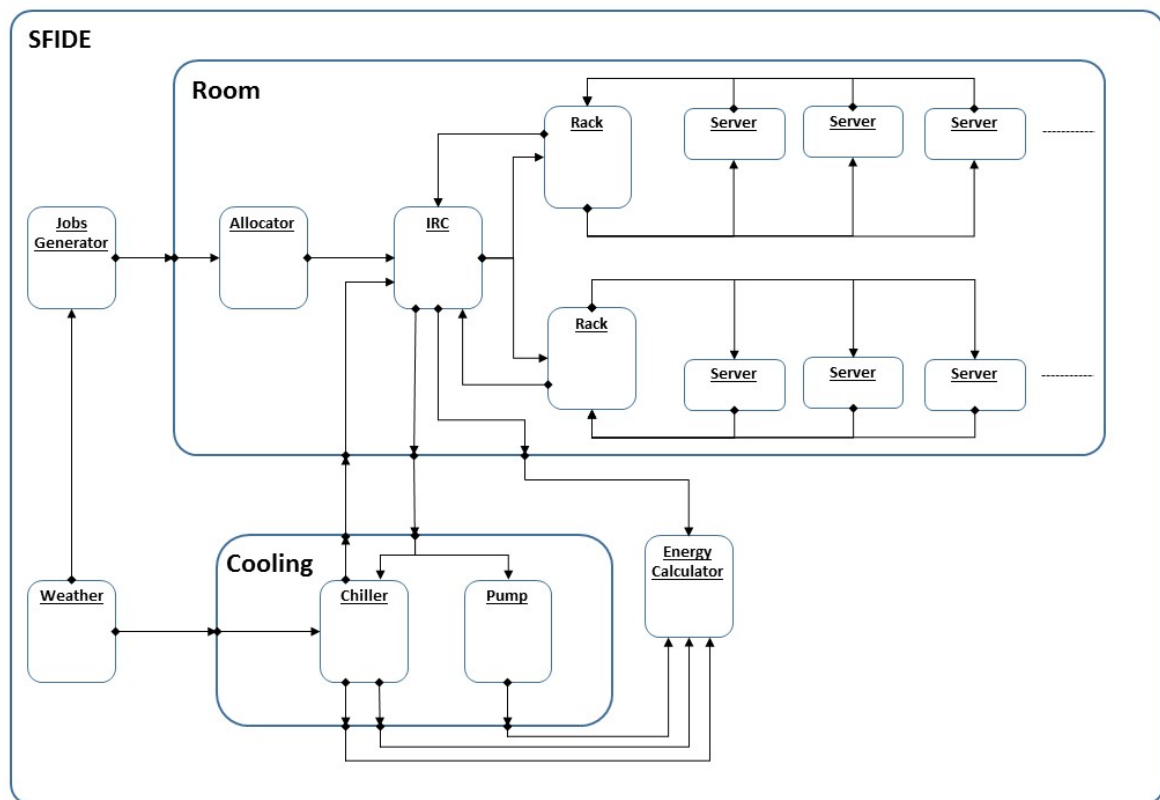 SFIDE
Room
Rack
Server
Server
Server
Jobs
Generator
Allocator
IRC
Rack
Server
Server
Server
Cooling
Energy
Calculator
Weather
Chiller
Pump